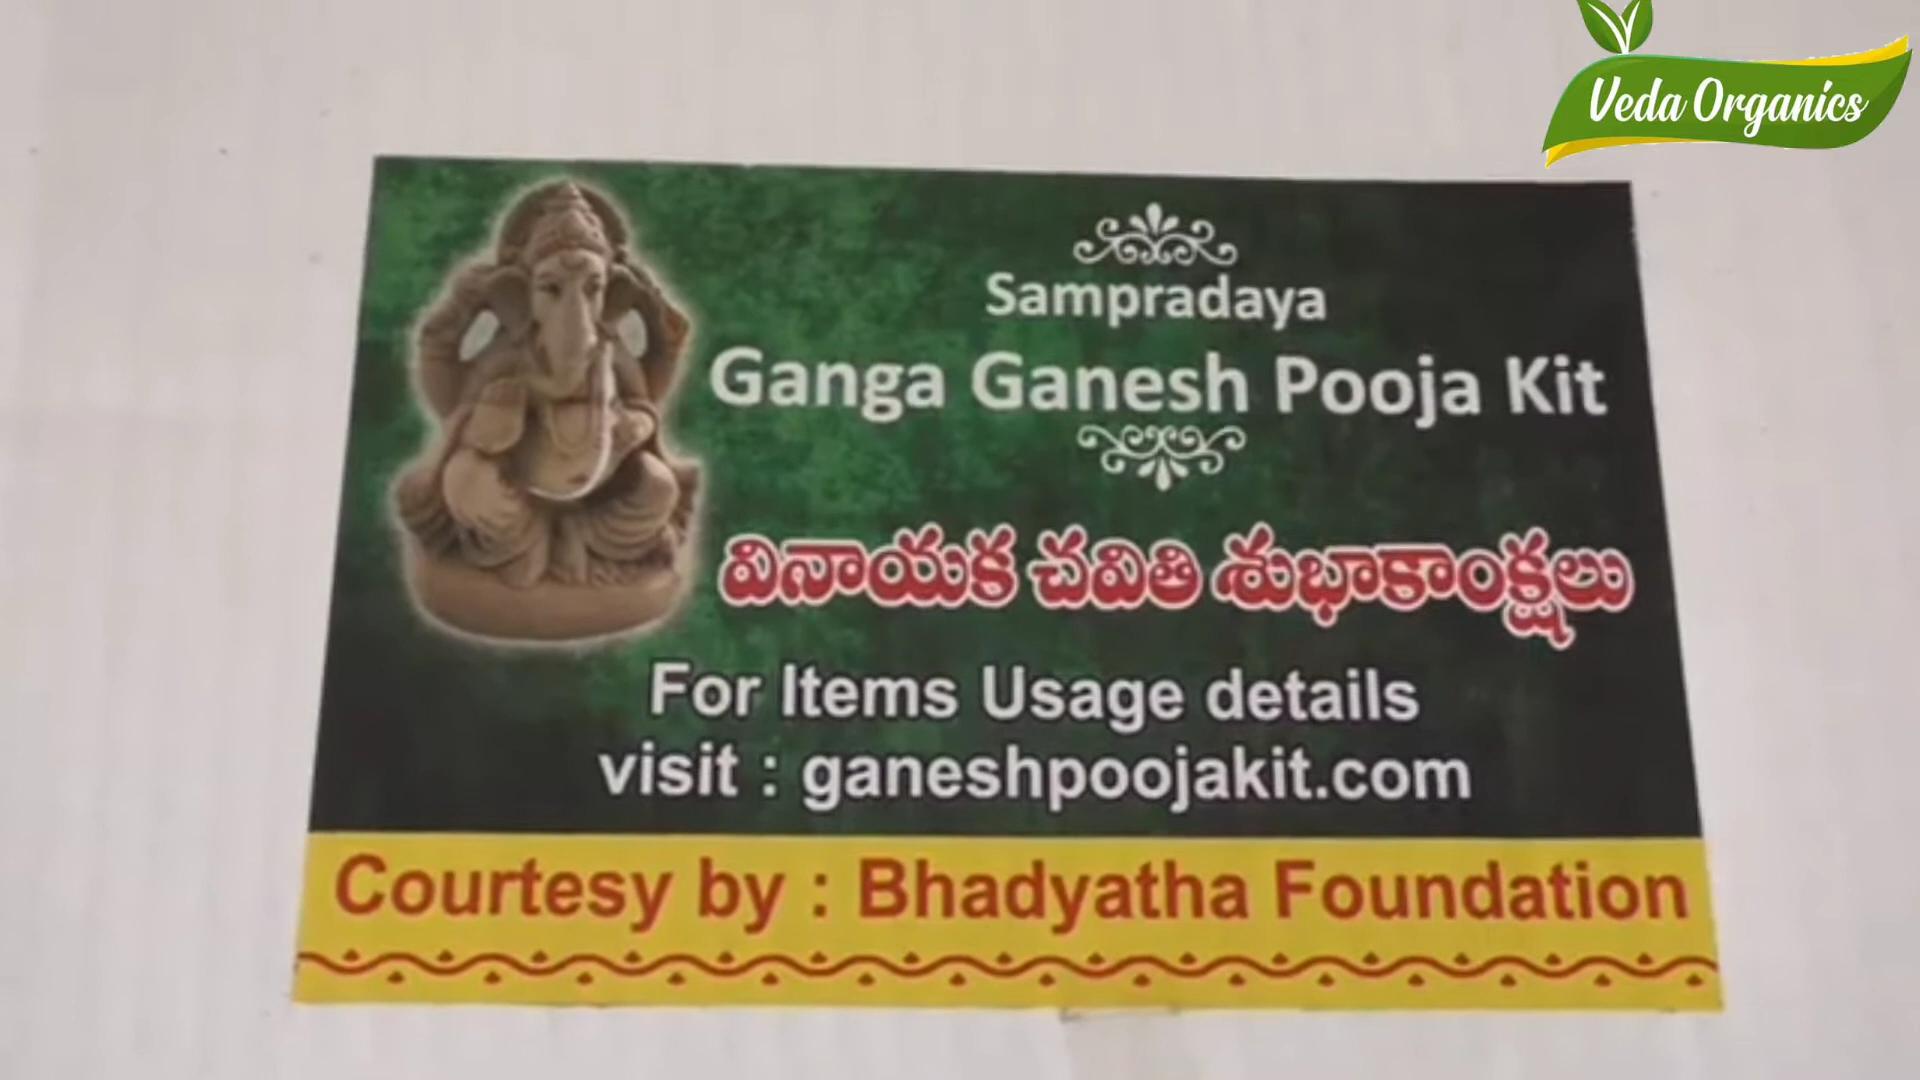 Veda Organics
Sampradaya
Ganga Ganesh Pooja Kit
వినాయక చవితి శుభాకాంక్షలు
For Items Usage details
visit : ganeshpoojakit.com
Courtesy by : Bhadyatha Foundation